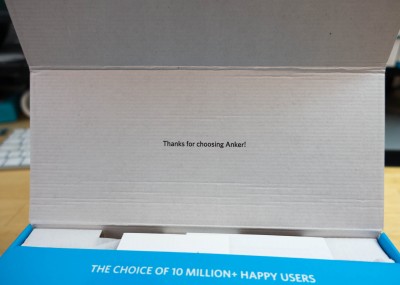 Thanks for choosing Anker!
THE CHOICE OF 10 MILLION+ HAPPY USERS